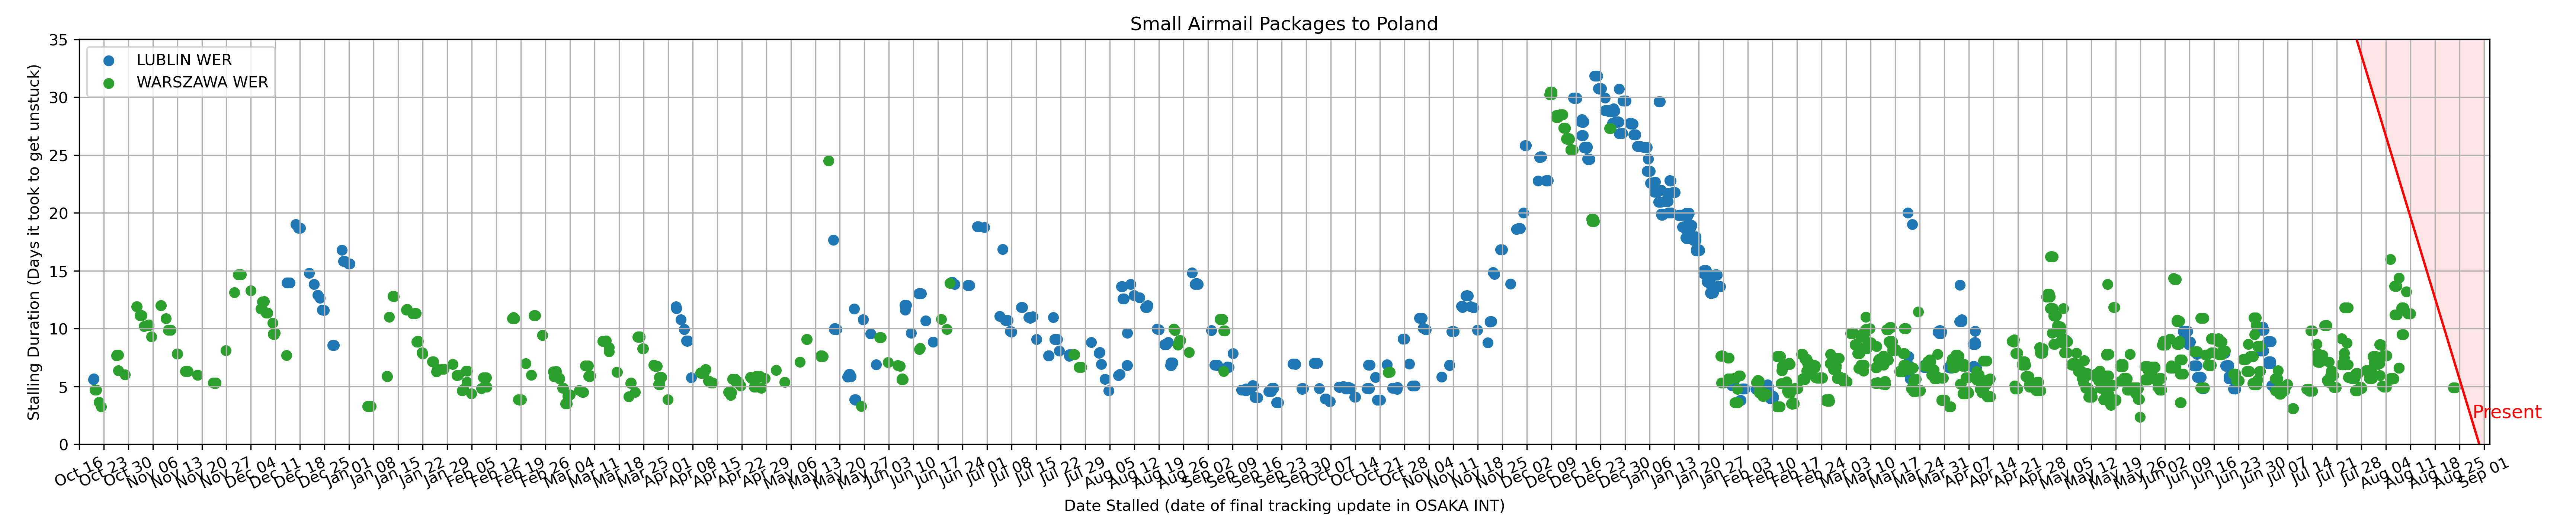 Small Airmail Packages to Poland
LUBLIN WER
WARSZAWA WER
Stalling Duration (Days it took to get unstuck)
35
30
25
20
15
10
5
0
Present
Oct 16
Oct 23
Oct 30
Nov 06
Nov 13
Nov 20
Nov 27
Dec 04
Dec 11
Dec 18
Dec 25
Jan 01
Jan 08
Jan 15
Jan 22
Jan 29
Feb 05
Feb 12
Feb 19
Feb 26
Mar 04
Mar 11
Mar 18
Mar 25
Apr 01
Apr 08
Apr 15
Apr 22
Apr 29
May 06
May 13
May 20
May 27
Jun 03
Jun 10
Jun 17
Jun 24
Jul 01
Jul 08
Jul 15
Jul 22
Jul 29
Aug 05
Aug 12
Aug 19
Aug 26
Sep 02
Sep 09
Sep 16
Sep 23
Sep 30
Oct 07
Oct 14
Oct 21
Oct 28
Nov 04
Nov 11
Nov 18
Nov 25
Dec 02
Dec 09
Dec 16
Dec 23
Dec 30
Jan 06
Jan 13
Jan 20
Jan 27
Feb 03
Feb 10
Feb 17
Feb 24
Mar 03
Mar 10
Mar 17
Mar 24
Mar 31
Apr 07
Apr 14
Apr 21
Apr 28
May 05
May 12
May 19
May 26
Jun 02
Jun 09
Jun 16
Jun 23
Jun 30
Jul 07
Jul 14
Jul 21
Jul 28
Aug 04
Aug 11
Aug 18
Aug 25
Sep 01
Date Stalled (date of final tracking update in OSAKA INT)